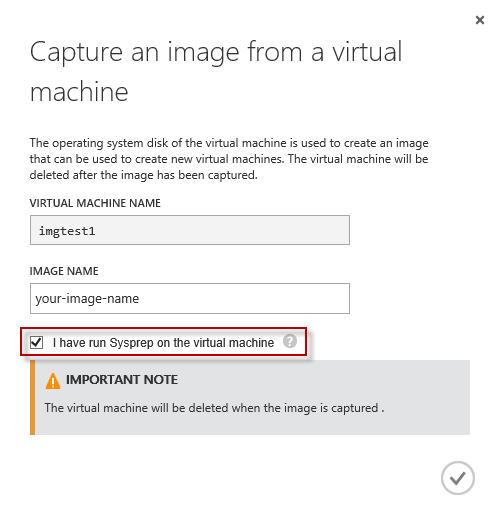 Capture an image from a virtual
machine
The operating system disk of the virtual machine is used to create an image
that can be used to create new virtual machines. The virtual machine will be
deleted after the image has been captured.
VIRTUAL MACHINE NAME
imgtest1
IMAGE NAME
your-image-name
I have run Sysprep on the virtual machine ?
IMPORTANT NOTE
The virtual machine will be deleted when the image is captured .